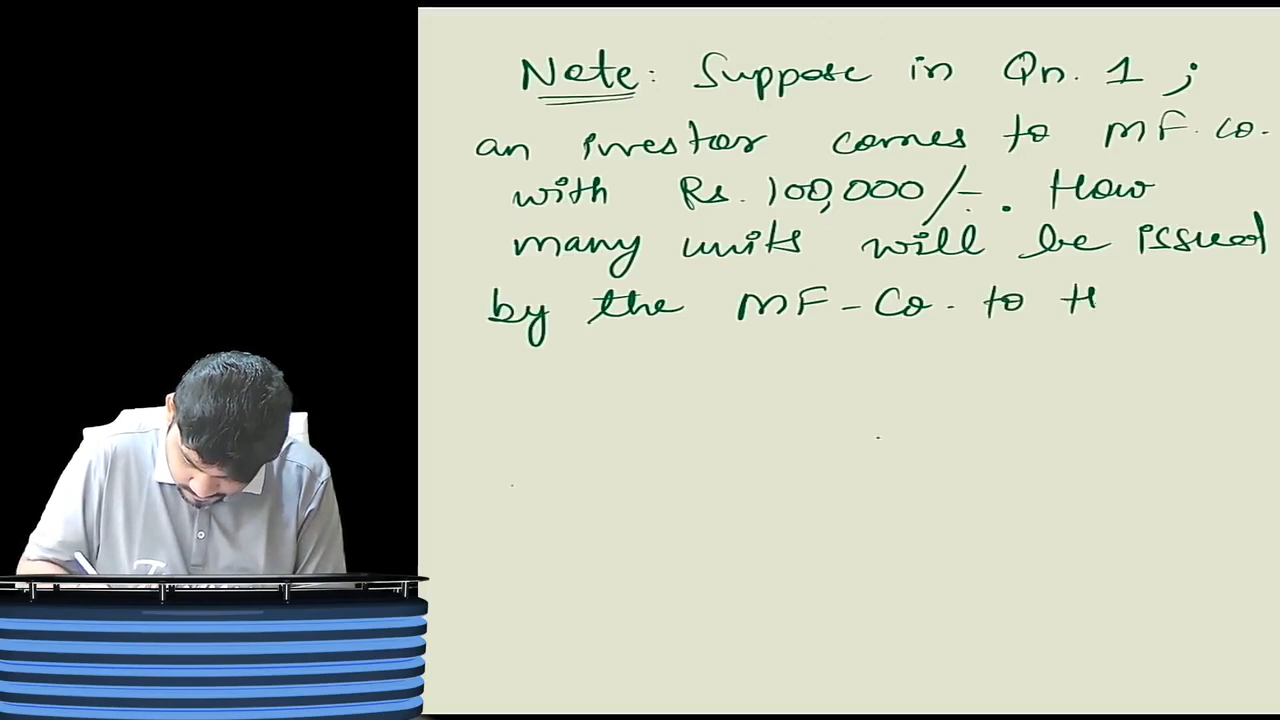 Note: Suppose in Qn. 1 ;
an investor comes to MF. Co.
with Rs. 100,000/-. How
many units will be issued
by the MF-Co. to H